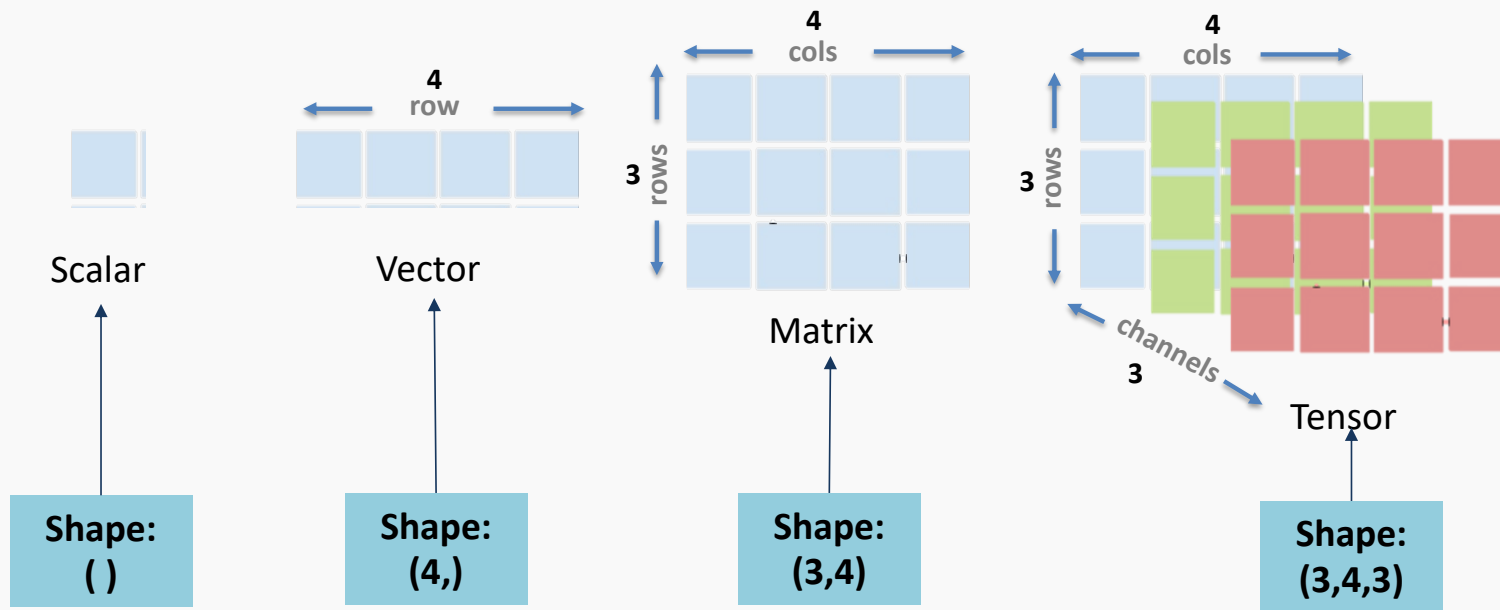 4
row
Scalar
Vector
4
cols
3
rows
Matrix
4
cols
3
rows
channels
3
Tensor
Shape:
( )
Shape:
(4,)
Shape:
(3,4)
Shape:
(3,4,3)